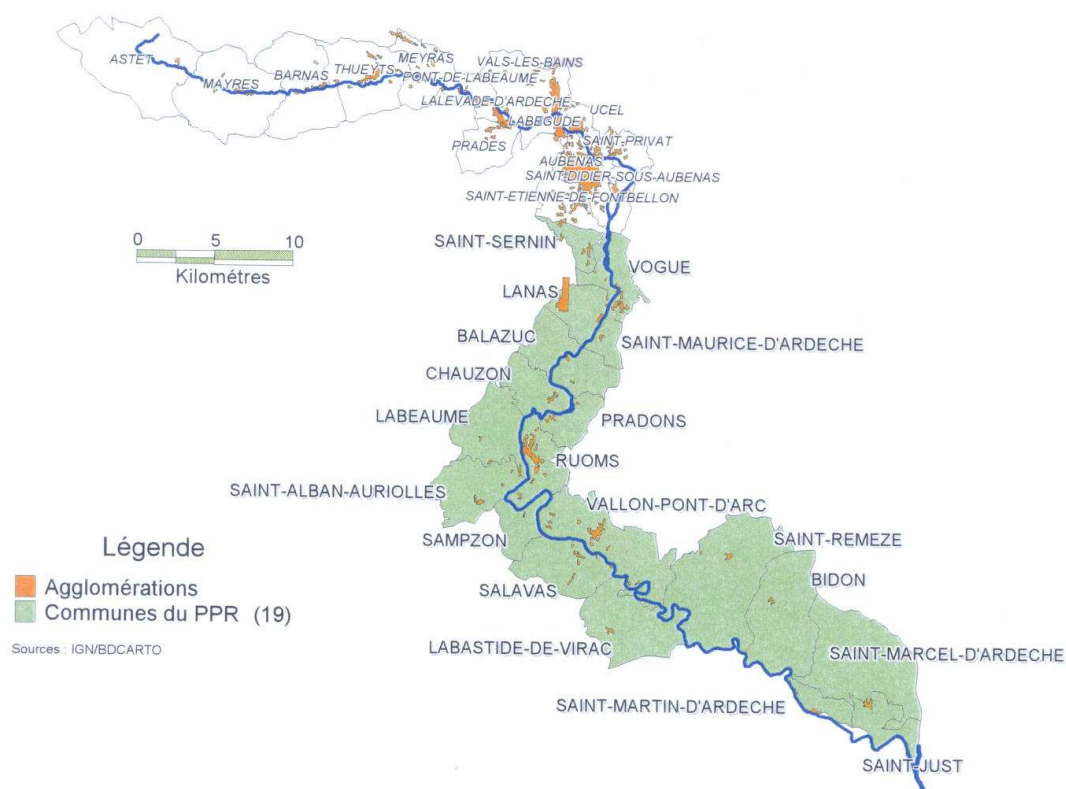 ASTET
MAYRES
BARNAS
THUEYTS
MEYRAS
PONT-DE-LABEAUME
VALS-LES-BAINS
LALEVADE-D'ARDECHE
LABEGUDE
UCEL
PRADES
SAINT-PRIVAT
AUBENAS
SAINT-DIDIER-SOUS-AUBENAS
SAINT-ETIENNE-DE-FONTBELLON
0 5 10
Kilométres
SAINT-SERNIN
VOGUE
LANAS
BALAZUC
SAINT-MAURICE-D'ARDECHE
CHAUZON
LABEAUME
PRADONS
RUOMS
SAINT-ALBAN-AURIOLLES
VALLON-PONT-D'ARC
SAMPZON
SAINT-REMEZE
BIDON
SALAVAS
LABASTIDE-DE-VIRAC
SAINT-MARCEL-D'ARDECHE
SAINT-MARTIN-D'ARDECHE
SAINT-JUST
Légende
Agglomérations
Communes du PPR (19)
Sources : IGN/BDCARTO